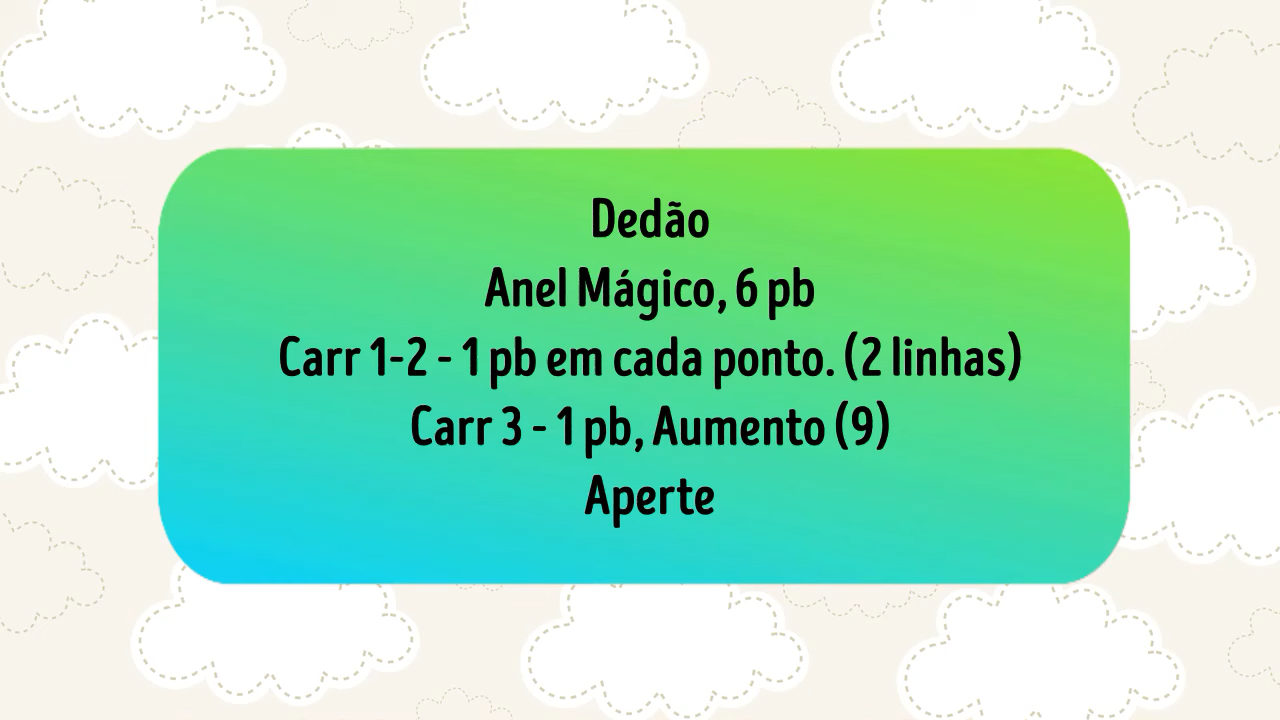 Dedão
Anel Mágico, 6 pb
Carr 1-2 - 1 pb em cada ponto. (2 linhas)
Carr 3 - 1 pb, Aumento (9)
Aperte